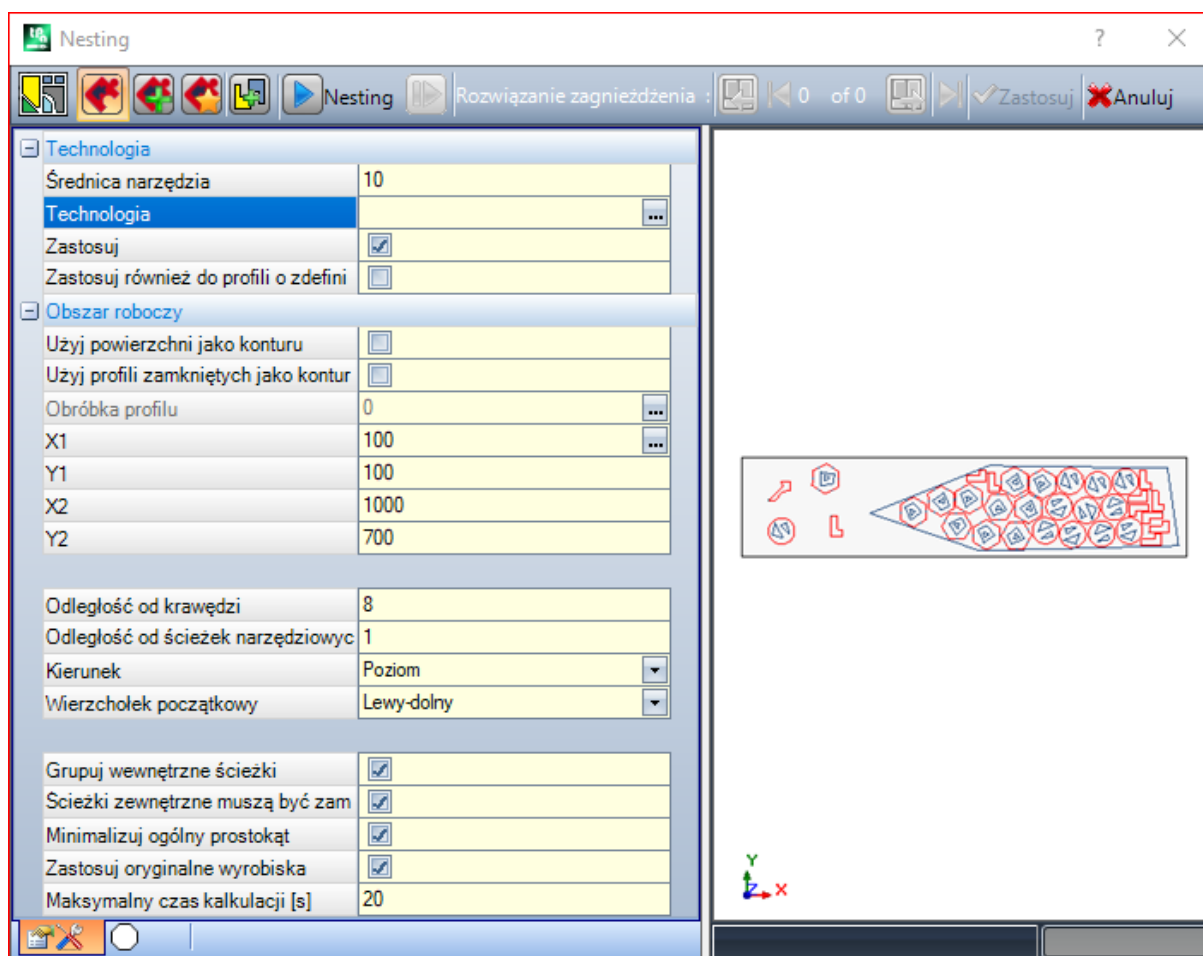 Nesting ?
Nesting Rozwiązanie zagnieżdżenia : 0 of 0 Zastosuj Anuluj
Technologia
Średnica narzędzia 10
Technologia ...
Zastosuj
Zastosuj również do profili o zdefini
Obszar roboczy
Użyj powierzchni jako konturu
Użyj profili zamkniętych jako kontur
Obróbka profilu 0 ...
X1 100 ...
Y1 100
X2 1000
Y2 700
Odległość od krawędzi 8
Odległość od ścieżek narzędziowyc 1
Kierunek Poziom
Wierzchołek początkowy Lewy-dolny
Grupuj wewnętrzne ścieżki
Ścieżki zewnętrzne muszą być zam
Minimalizuj ogólny prostokąt
Zastosuj oryginalne wyrobiska
Maksymalny czas kalkulacji [s] 20
Y
Z X